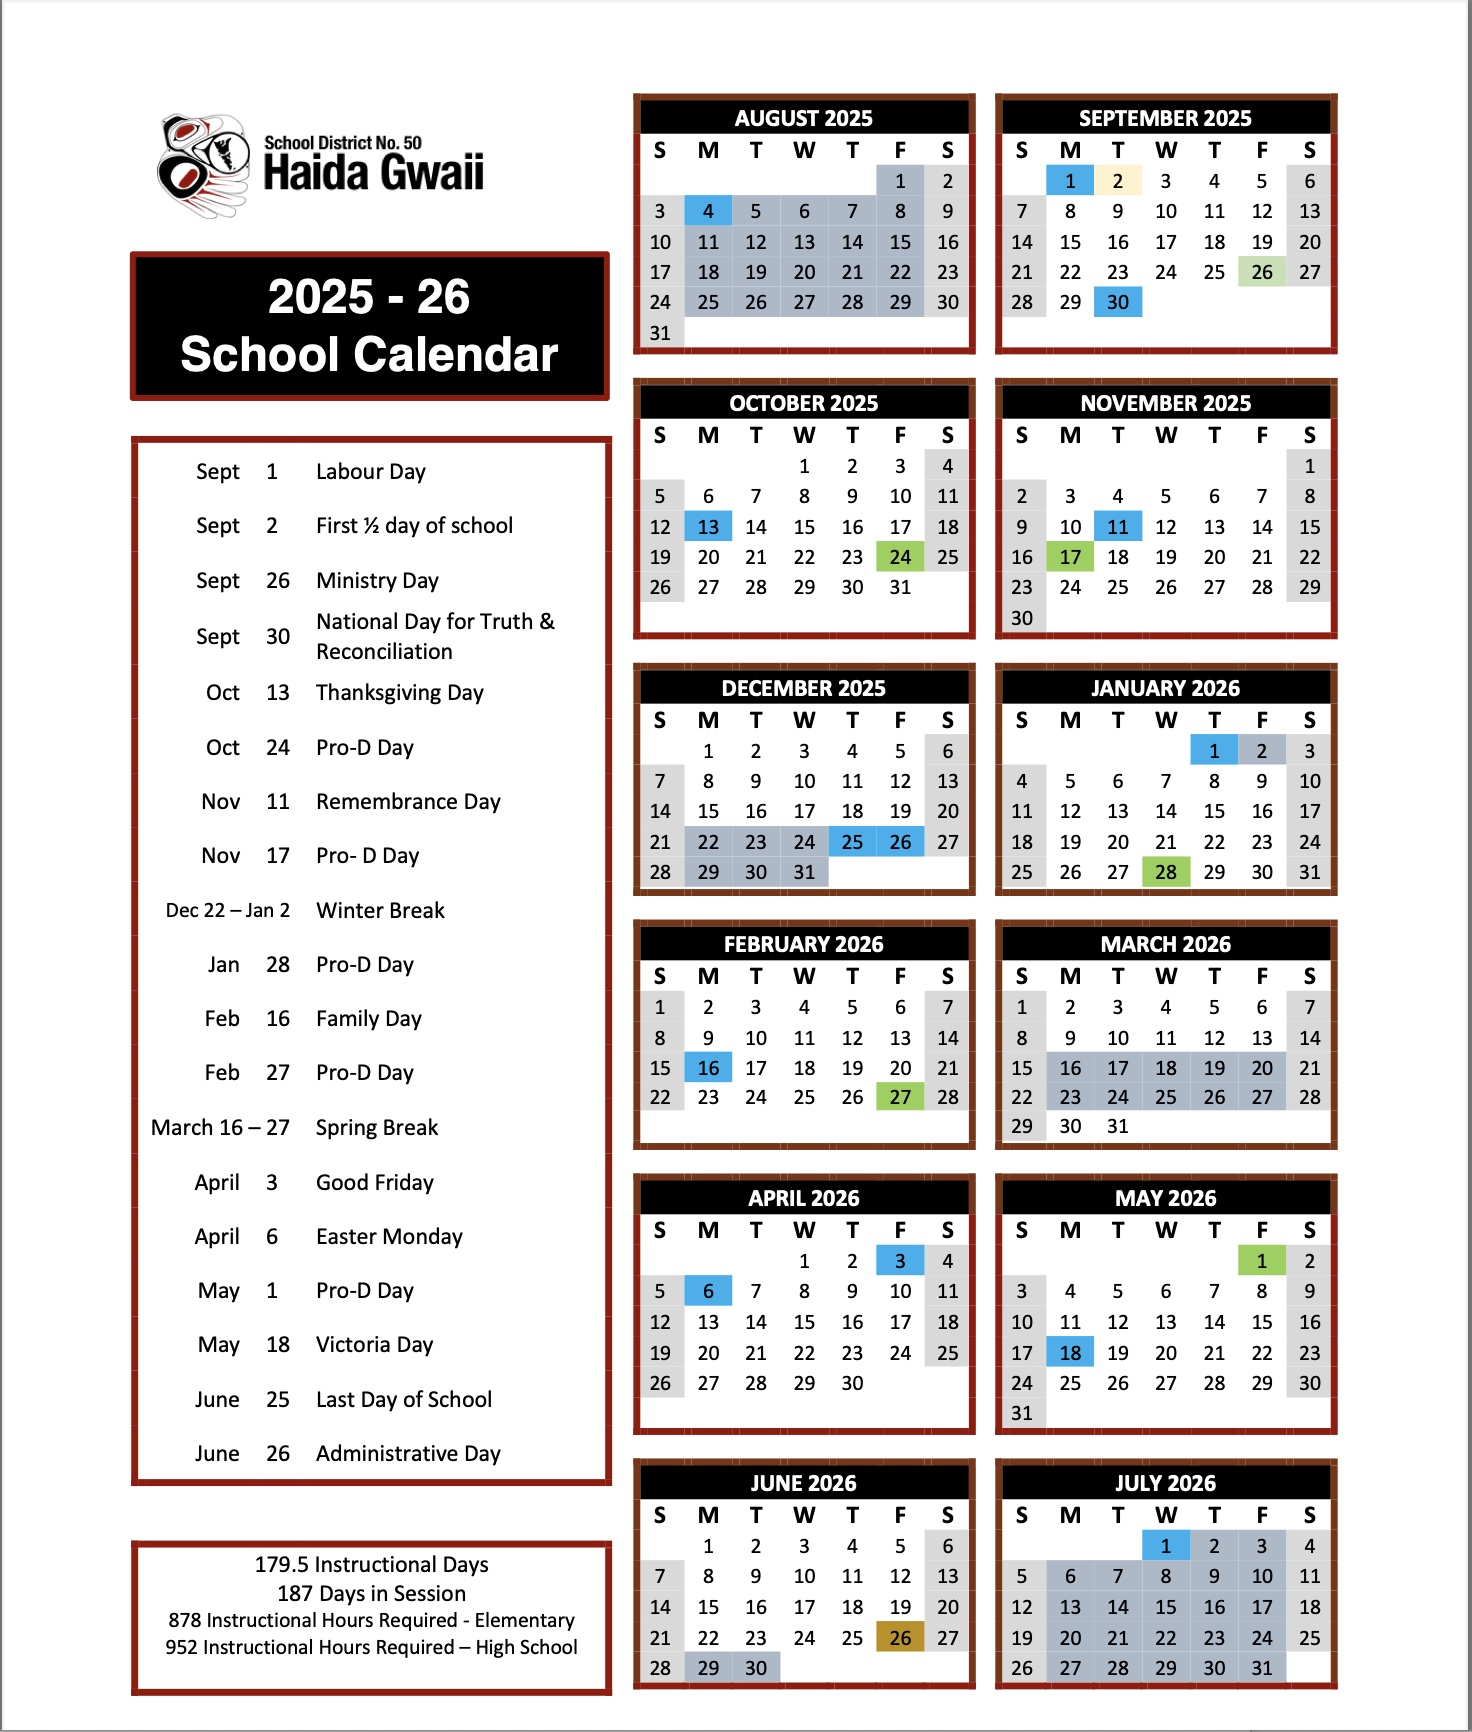 School District No. 50
Haida Gwaii
2025 - 26
School Calendar
Sept 1 Labour Day
Sept 2 First ½ day of school
Sept 26 Ministry Day
Sept 30 National Day for Truth &
Reconciliation
Oct 13 Thanksgiving Day
Oct 24 Pro-D Day
Nov 11 Remembrance Day
Nov 17 Pro- D Day
Dec 22 – Jan 2 Winter Break
Jan 28 Pro-D Day
Feb 16 Family Day
Feb 27 Pro-D Day
March 16 – 27 Spring Break
April 3 Good Friday
April 6 Easter Monday
May 1 Pro-D Day
May 18 Victoria Day
June 25 Last Day of School
June 26 Administrative Day
179.5 Instructional Days
187 Days in Session
878 Instructional Hours Required - Elementary
952 Instructional Hours Required – High School
AUGUST 2025
S M T W T F S
1 2
3 4 5 6 7 8 9
10 11 12 13 14 15 16
17 18 19 20 21 22 23
24 25 26 27 28 29 30
31
SEPTEMBER 2025
S M T W T F S
1 2 3 4 5 6
7 8 9 10 11 12 13
14 15 16 17 18 19 20
21 22 23 24 25 26 27
28 29 30
OCTOBER 2025
S M T W T F S
1 2 3 4
5 6 7 8 9 10 11
12 13 14 15 16 17 18
19 20 21 22 23 24 25
26 27 28 29 30 31
NOVEMBER 2025
S M T W T F S
1
2 3 4 5 6 7 8
9 10 11 12 13 14 15
16 17 18 19 20 21 22
23 24 25 26 27 28 29
30
DECEMBER 2025
S M T W T F S
1 2 3 4 5 6
7 8 9 10 11 12 13
14 15 16 17 18 19 20
21 22 23 24 25 26 27
28 29 30 31
JANUARY 2026
S M T W T F S
1 2 3
4 5 6 7 8 9 10
11 12 13 14 15 16 17
18 19 20 21 22 23 24
25 26 27 28 29 30 31
FEBRUARY 2026
S M T W T F S
1 2 3 4 5 6 7
8 9 10 11 12 13 14
15 16 17 18 19 20 21
22 23 24 25 26 27 28
MARCH 2026
S M T W T F S
1 2 3 4 5 6 7
8 9 10 11 12 13 14
15 16 17 18 19 20 21
22 23 24 25 26 27 28
29 30 31
APRIL 2026
S M T W T F S
1 2 3 4
5 6 7 8 9 10 11
12 13 14 15 16 17 18
19 20 21 22 23 24 25
26 27 28 29 30
MAY 2026
S M T W T F S
1 2
3 4 5 6 7 8 9
10 11 12 13 14 15 16
17 18 19 20 21 22 23
24 25 26 27 28 29 30
31
JUNE 2026
S M T W T F S
1 2 3 4 5 6
7 8 9 10 11 12 13
14 15 16 17 18 19 20
21 22 23 24 25 26 27
28 29 30
JULY 2026
S M T W T F S
1 2 3 4
5 6 7 8 9 10 11
12 13 14 15 16 17 18
19 20 21 22 23 24 25
26 27 28 29 30 31